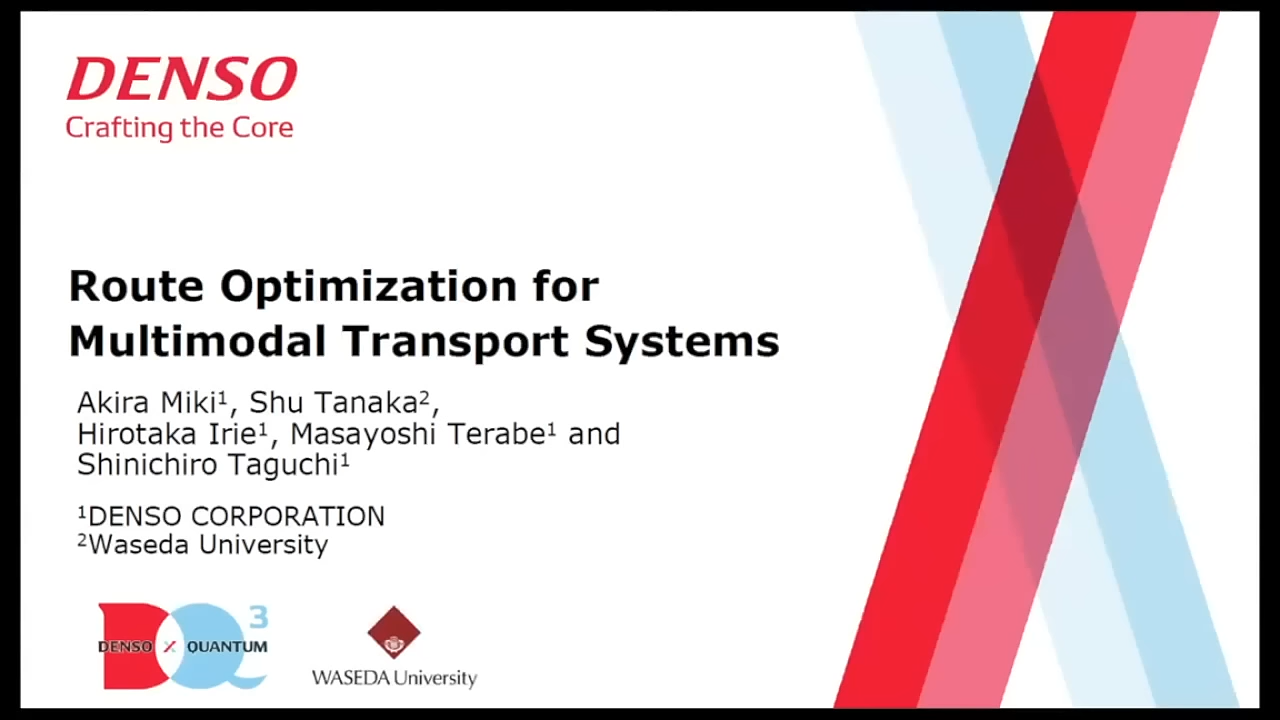 DENSO
Crafting the Core
Route Optimization for
Multimodal Transport Systems
Akira Miki¹, Shu Tanaka²,
Hirotaka Irie¹, Masayoshi Terabe¹ and
Shinichiro Taguchi¹
¹DENSO CORPORATION
²Waseda University
DQ³
DENSO X QUANTUM
WASEDA University